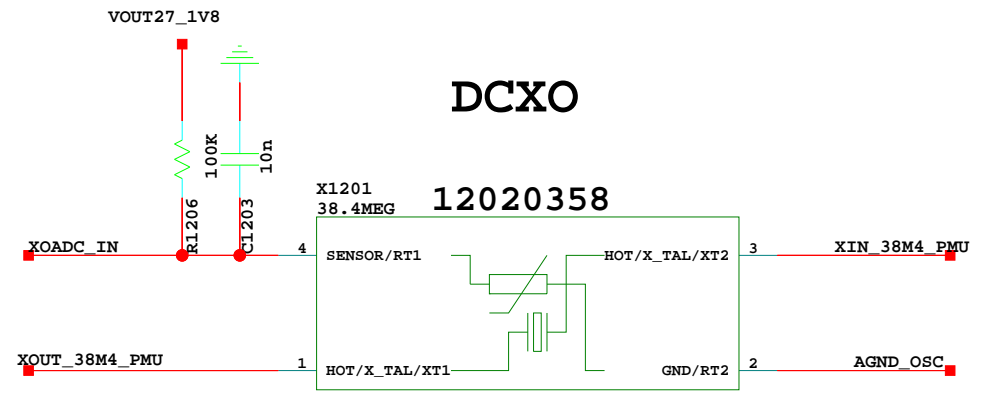 VOUT27_1V8
DCXO
100K
10n
R1206
C1203
X1201
38.4MEG
12020358
XOADC_IN
4
SENSOR/RT1
HOT/X_TAL/XT2
3
XIN_38M4_PMU
XOUT_38M4_PMU
1
HOT/X_TAL/XT1
GND/RT2
2
AGND_OSC